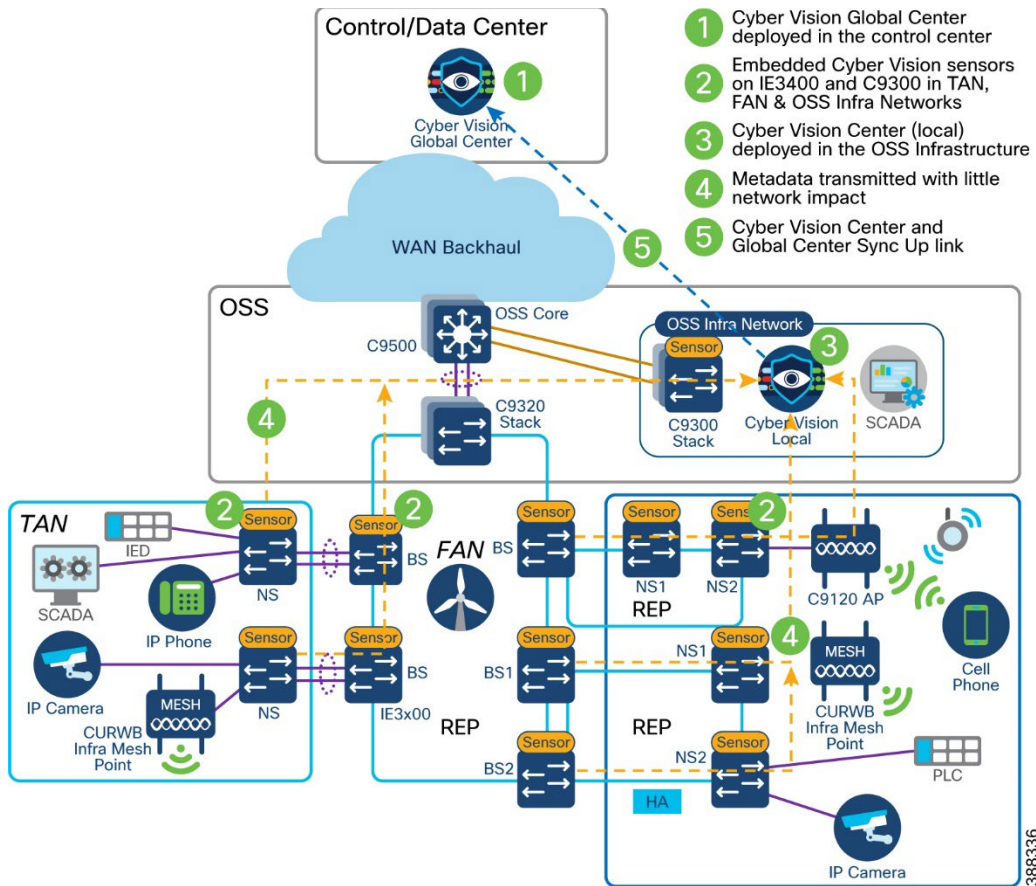 Control/Data Center
1
Cyber Vision
Global Center
1 Cyber Vision Global Center
deployed in the control center
2 Embedded Cyber Vision sensors
on IE3400 and C9300 in TAN,
FAN & OSS Infra Networks
3 Cyber Vision Center (local)
deployed in the OSS Infrastructure
4 Metadata transmitted with little
network impact
5 Cyber Vision Center and
Global Center Sync Up link
WAN Backhaul
5
OSS
OSS Core
C9500
C9320
Stack
OSS Infra Network
Sensor
C9300
Stack
3
Cyber Vision
Local
SCADA
4
TAN
IED
SCADA
IP Phone
Sensor
2
NS
IP Camera
MESH
CURWB
Infra Mesh
Point
Sensor
NS
Sensor
2
BS
FAN
Sensor
BS
IE3x00
REP
Sensor
BS
Sensor
NS1
Sensor
2
NS2
REP
C9120 AP
Cell
Phone
Sensor
BS1
NS1
Sensor
4
MESH
CURWB
Infra Mesh
Point
REP
Sensor
BS2
NS2
Sensor
HA
PLC
IP Camera
388336